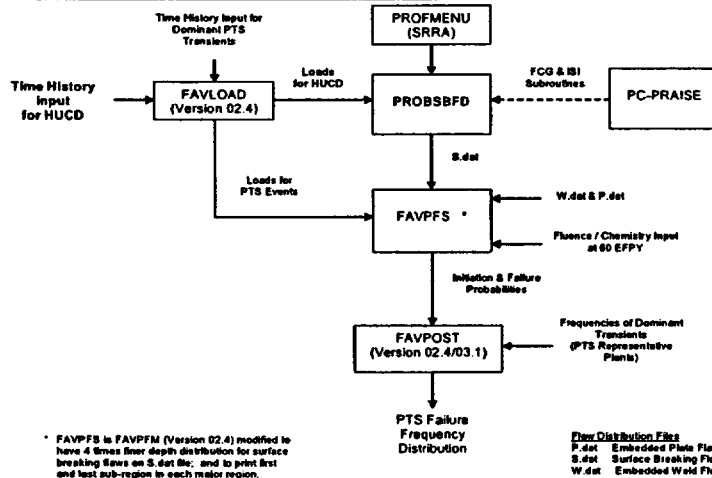 Time History Input for
Dominant PTS
Transients
PROFMENU
(SRRA)
Time History
Input
for HUCD
FAVLOAD
(Version 02.4)
Loads
for HUCD
PROBSBFD
FCG & ISI
Subroutines
PC-PRAISE
S.dat
Loads for
PTS Events
FAVPFS *
W.dat & P.dat
Fluence / Chemistry Input
at 60 EFPY
Initiation & Failure
Probabilities
FAVPOST
(Version 02.4/03.1)
Frequencies of Dominant
Transients
(PTS Representative
Plants)
PTS Failure
Frequency
Distribution
* FAVPFS is FAVPFM (Version 02.4) modified to
have 4 times finer depth distribution for surface
breaking flaws on S.dat file; and to print first
and last sub-region in each major region.
Flaw Distribution Files
P.dat Embedded Plate Fla
S.dat Surface Breaking Fl
W.dat Embedded Weld Fl